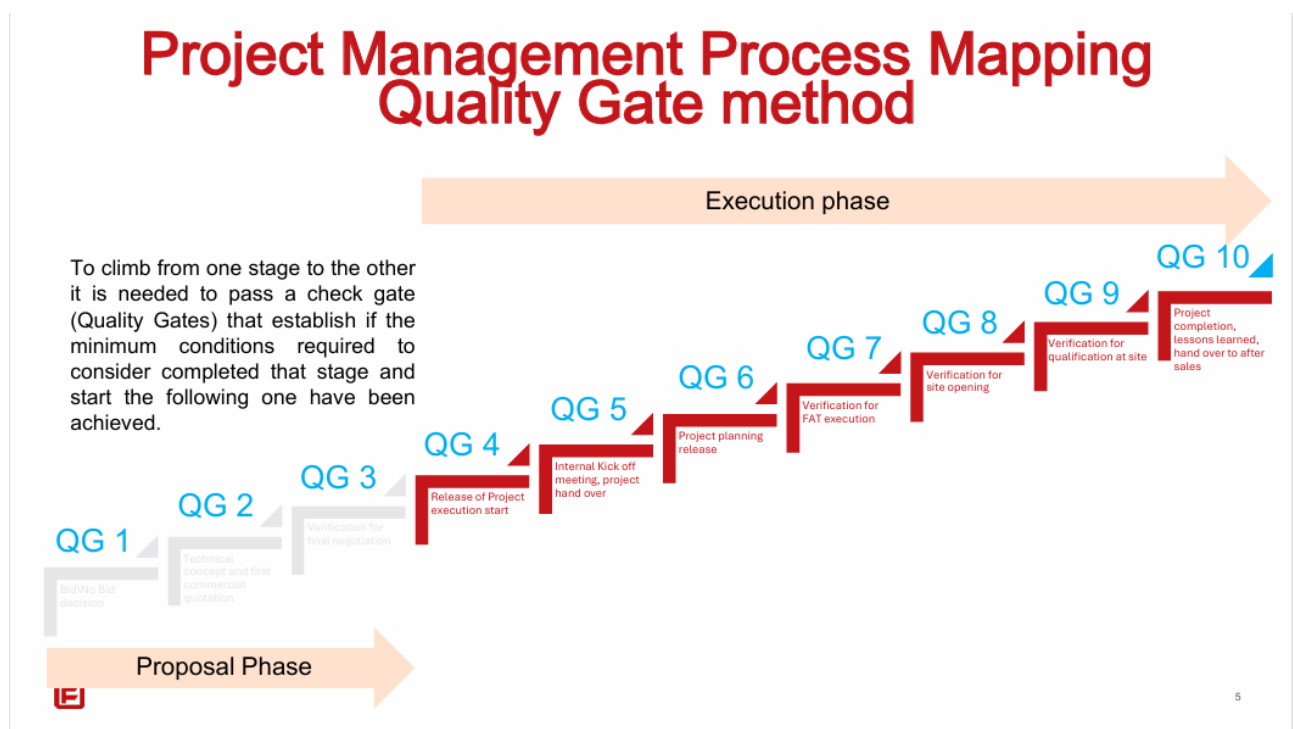 Project Management Process Mapping
Quality Gate method
Execution phase
To climb from one stage to the other
it is needed to pass a check gate
(Quality Gates) that establish if the
minimum conditions required to
consider completed that stage and
start the following one have been
achieved.
QG 1
Bid\No Bid
decision
QG 2
Technical
concept and first
commercial
quotation
QG 3
Verification for
final negotiation
QG 4
Release of Project
execution start
QG 5
Internal Kick off
meeting, project
hand over
QG 6
Project planning
release
QG 7
Verification for
FAT execution
QG 8
Verification for
site opening
QG 9
Verification for
qualification at site
QG 10
Project
completion,
lessons learned,
hand over to after
sales
Proposal Phase
5